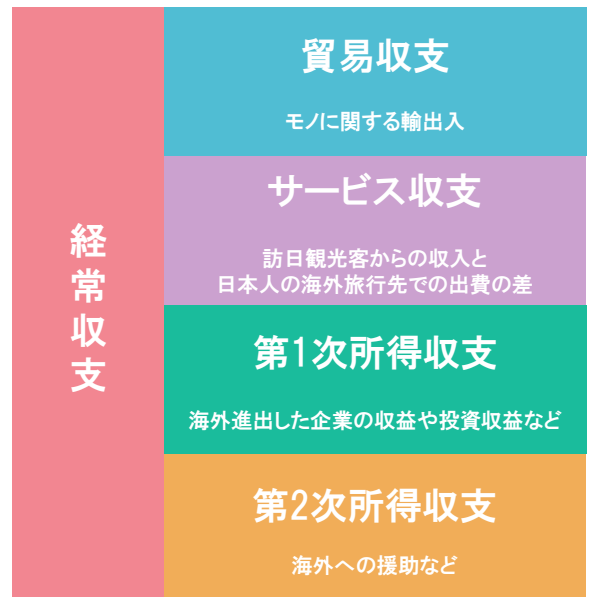 経常収支
貿易収支
モノに関する輸出入
サービス収支
訪日観光客からの収入と
日本人の海外旅行先での出費の差
第1次所得収支
海外進出した企業の収益や投資収益など
第2次所得収支
海外への援助など